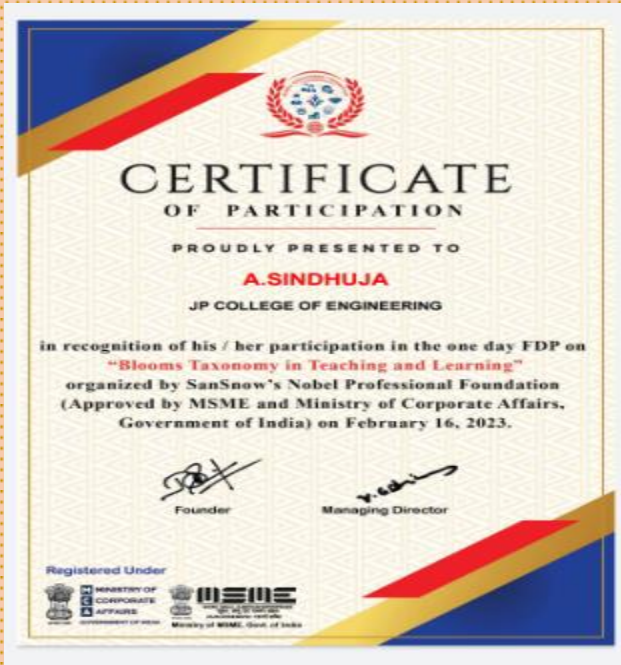 CERTIFICATE
OF PARTICIPATION
PROUDLY PRESENTED TO
A.SINDHUJA
JP COLLEGE OF ENGINEERING
in recognition of his / her participation in the one day FDP on
“Blooms Taxonomy in Teaching and Learning”
organized by SanSnow's Nobel Professional Foundation
(Approved by MSME and Ministry of Corporate Affairs,
Government of India) on February 16, 2023.
Founder
Managing Director
Registered Under
MINISTRY OF
CORPORATE
AFFAIRS
GOVERNMENT OF INDIA
MSME
Ministry of MSME, Govt. of India